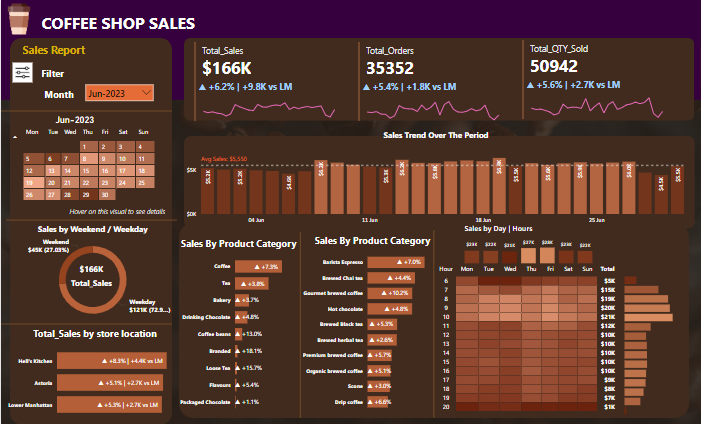 COFFEE SHOP SALES
Sales Report
Filter
Month
Jun-2023
Jun-2023
Mon Tue Wed Thu Fri Sat Sun
1 2 3 4
5 6 7 8 9 10 11
12 13 14 15 16 17 18
19 20 21 22 23 24 25
26 27 28 29 30
Hover on this visual to see details
Sales by Weekend / Weekday
Weekend
$45K (27.03%)
$166K
Total_Sales
Weekday
$121K (72.9...)
Total_Sales by store location
Hell's Kitchen ▲ +8.3% | +4.4K vs LM
Astoria ▲ +5.1% | +2.7K vs LM
Lower Manhattan ▲ +5.3% | +2.7K vs LM
Total_Sales
$166K
▲ +6.2% | +9.8K vs LM
Total_Orders
35352
▲ +5.4% | +1.8K vs LM
Total_QTY_Sold
50942
▲ +5.6% | +2.7K vs LM
Sales Trend Over The Period
Avg Sales: $5,550
$5K
$0K
04 Jun 11 Jun 18 Jun 25 Jun
Sales By Product Category
Coffee ▲ +7.3%
Tea ▲ +3.8%
Bakery ▲ +3.7%
Drinking Chocolate ▲ +4.8%
Coffee beans ▲ +13.0%
Branded ▲ +18.1%
Loose Tea ▲ +15.7%
Flavours ▲ +5.4%
Packaged Chocolate ▲ +1.1%
Sales By Product Category
Barista Espresso ▲ +7.0%
Brewed Chai tea ▲ +4.4%
Gourmet brewed coffee ▲ +10.2%
Hot chocolate ▲ +4.8%
Brewed Black tea ▲ +5.3%
Brewed herbal tea ▲ +2.6%
Premium brewed coffee ▲ +5.7%
Organic brewed coffee ▲ +5.1%
Scone ▲ +3.0%
Drip coffee ▲ +6.6%
Sales by Day | Hours
$23K $22K $21K $27K $28K $23K $22K
Hour Mon Tue Wed Thu Fri Sat Sun Total
6 $5K
7 $15K
8 $19K
9 $20K
10 $21K
11 $12K
12 $10K
13 $10K
14 $10K
15 $10K
16 $10K
17 $9K
18 $8K
19 $7K
20 $1K